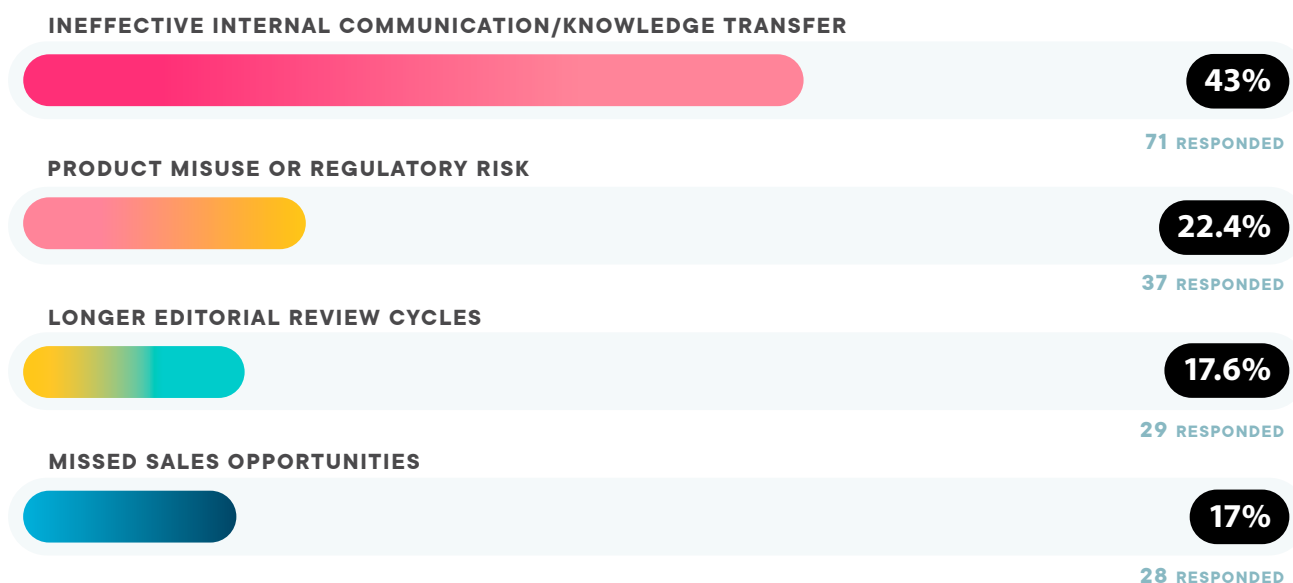 INEFFECTIVE INTERNAL COMMUNICATION/KNOWLEDGE TRANSFER
43%
71 RESPONDED
PRODUCT MISUSE OR REGULATORY RISK
22.4%
37 RESPONDED
LONGER EDITORIAL REVIEW CYCLES
17.6%
29 RESPONDED
MISSED SALES OPPORTUNITIES
17%
28 RESPONDED